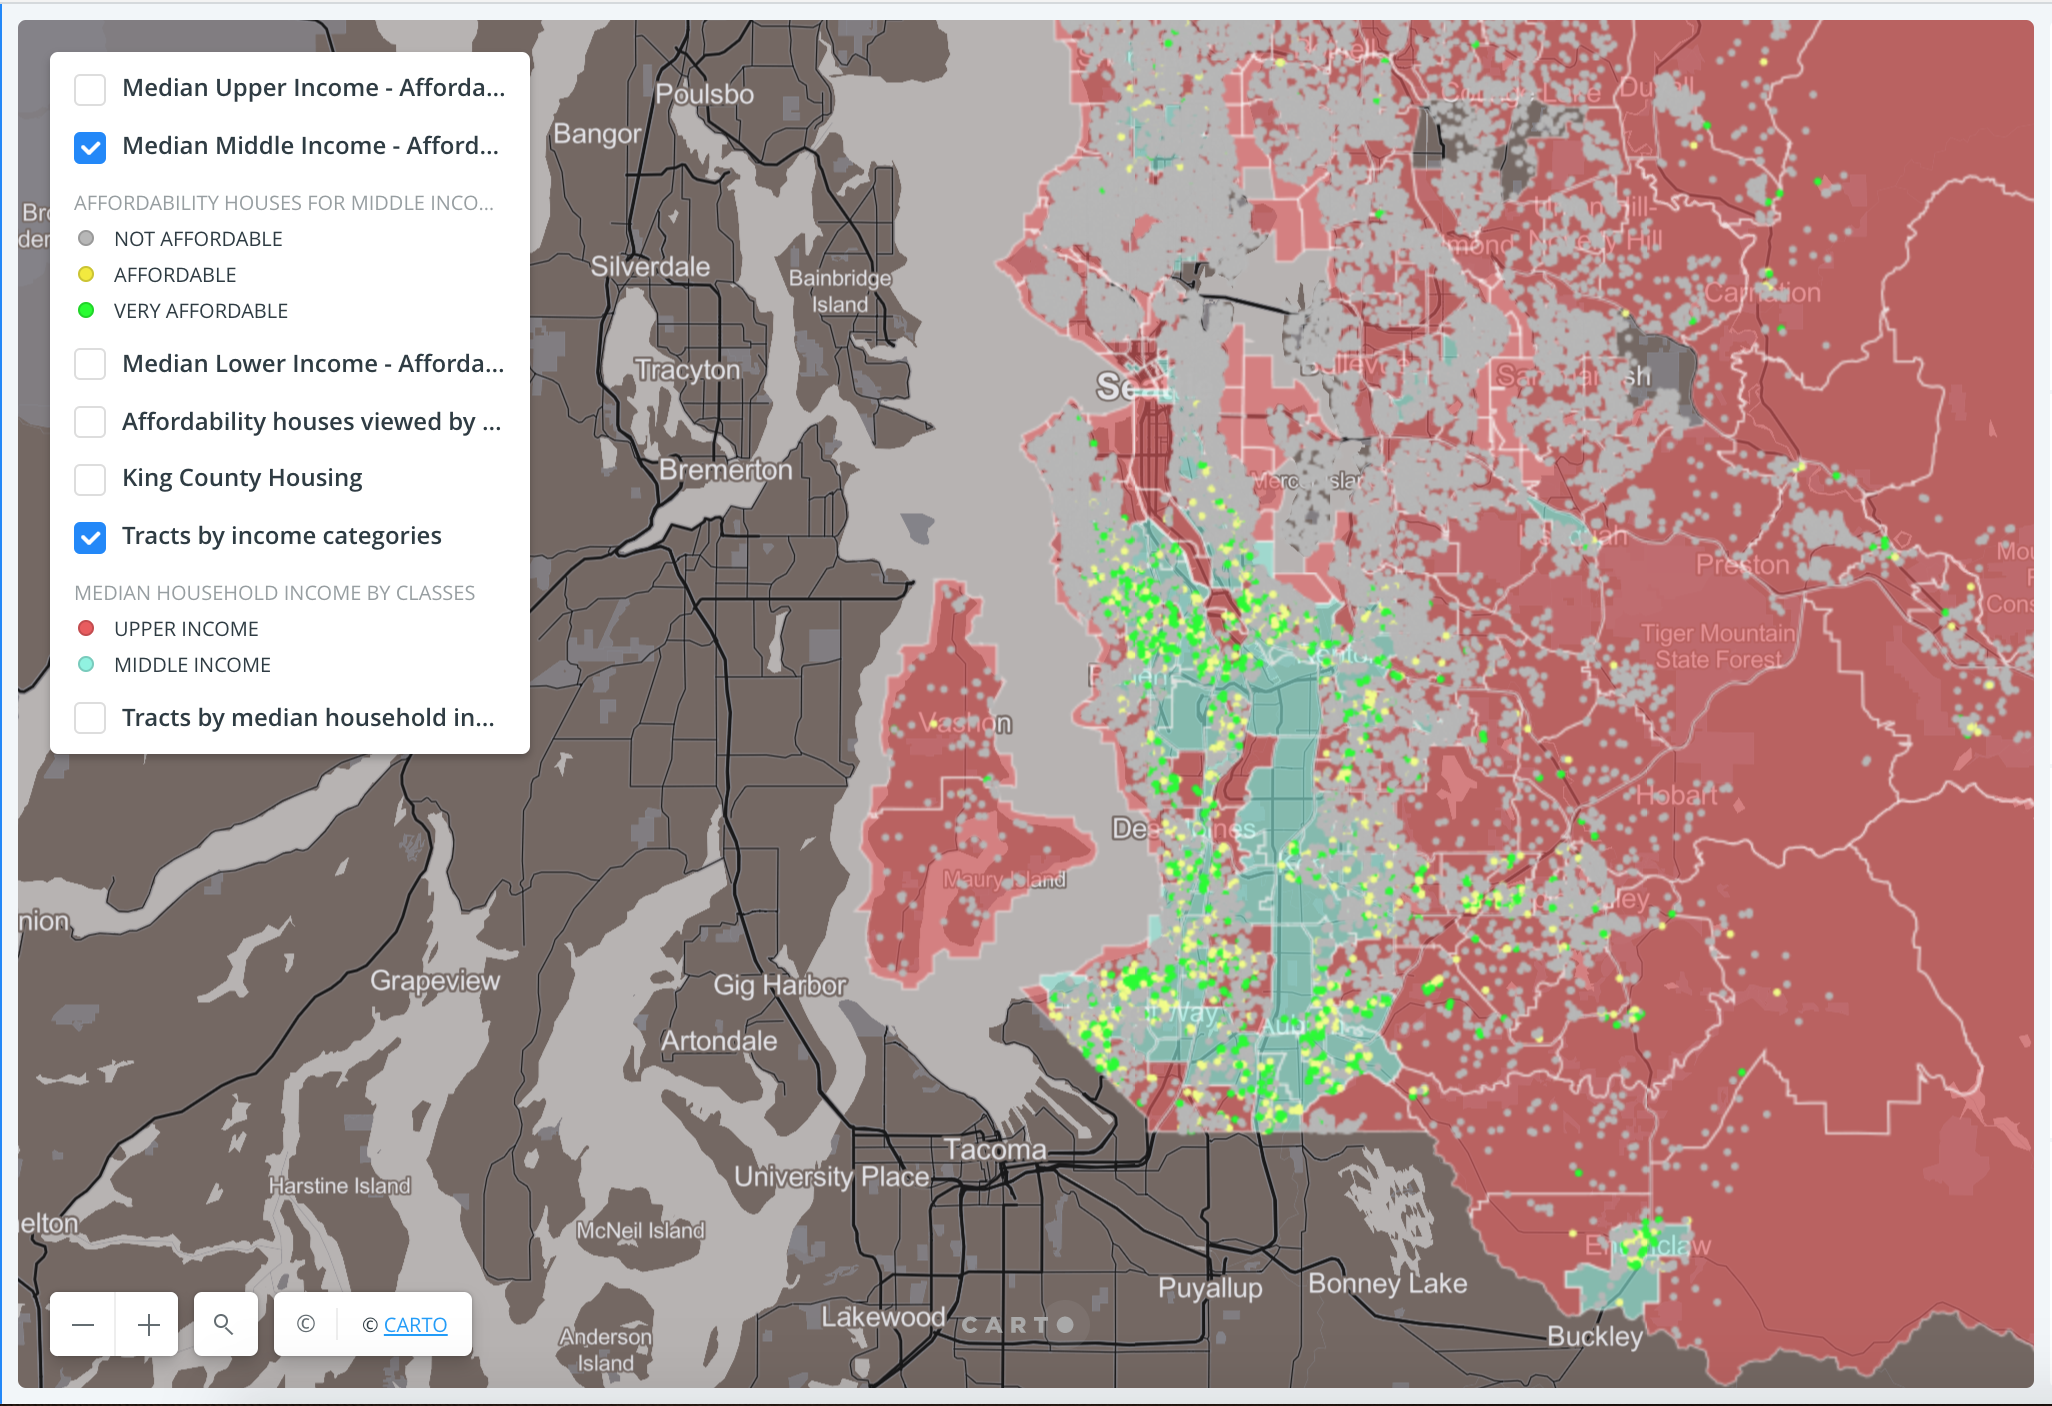 Median Upper Income - Afforda...
Median Middle Income - Afford...
AFFORDABILITY HOUSES FOR MIDDLE INCO...
NOT AFFORDABLE
AFFORDABLE
VERY AFFORDABLE
Median Lower Income - Afforda...
Affordability houses viewed by ...
King County Housing
Tracts by income categories
MEDIAN HOUSEHOLD INCOME BY CLASSES
UPPER INCOME
MIDDLE INCOME
Tracts by median household in...
Poulsbo
Bangor
Silverdale
Bainbridge
Island
Tracyton
Bremerton
Carnation
Preston
Tiger Mountain
State Forest
Vashon
Hobart
Maury Island
nion
Grapeview
Gig Harbor
Artondale
Way
Tacoma
University Place
Harstine Island
elton
McNeil Island
Puyallup
Bonney Lake
Lakewood
Anderson
Island
Buckley
CARTO
© © CARTO